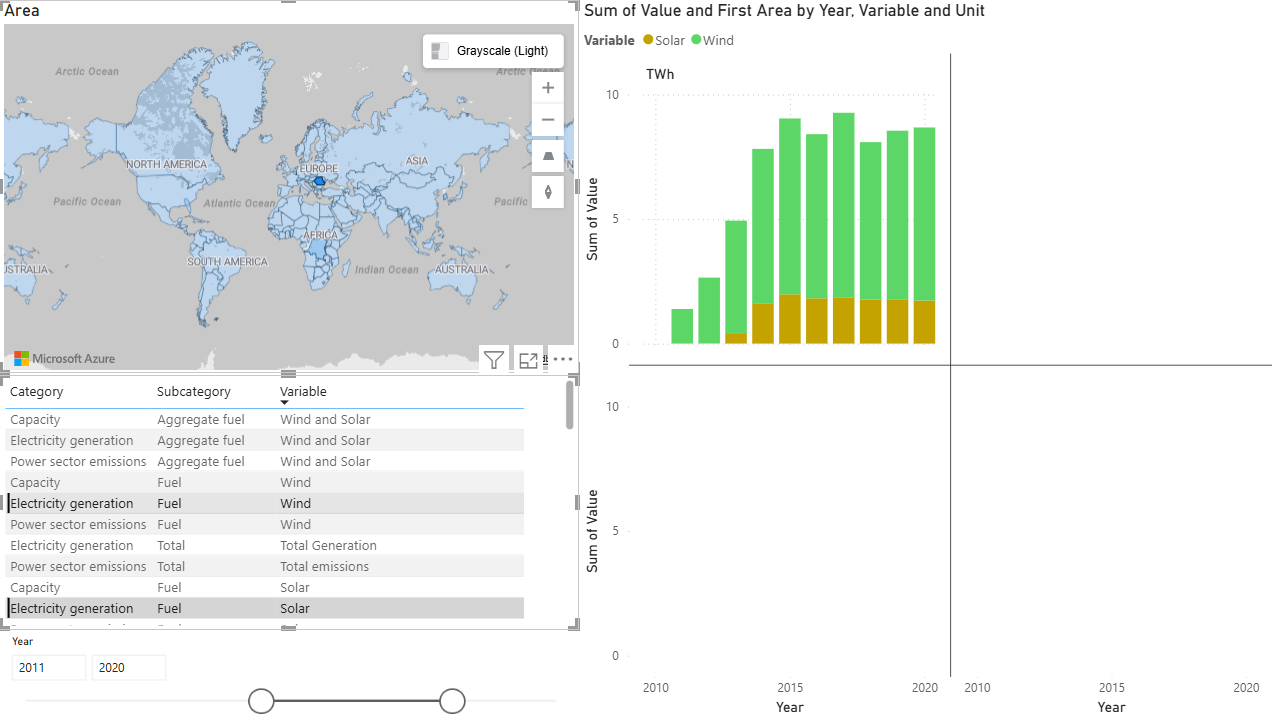 Area
Grayscale (Light)
Arctic Ocean
Arctic Oc
NORTH AMERICA
EUROPE
ASIA
N
Pacific Ocean
Atlantic Ocean
Pacific
AFRICA
SOUTH AMERICA
Indian Ocean
USTRALIA
AUSTRALIA
Microsoft Azure
Category Subcategory Variable
Capacity Aggregate fuel Wind and Solar
Electricity generation Aggregate fuel Wind and Solar
Power sector emissions Aggregate fuel Wind and Solar
Capacity Fuel Wind
Electricity generation Fuel Wind
Power sector emissions Fuel Wind
Electricity generation Total Total Generation
Power sector emissions Total Total emissions
Capacity Fuel Solar
Electricity generation Fuel Solar
Year
2011 2020
Sum of Value and First Area by Year, Variable and Unit
Variable Solar Wind
TWh
10
5
0
Sum of Value
10
5
0
Sum of Value
2010 2015 2020 2010 2015 2020
Year Year